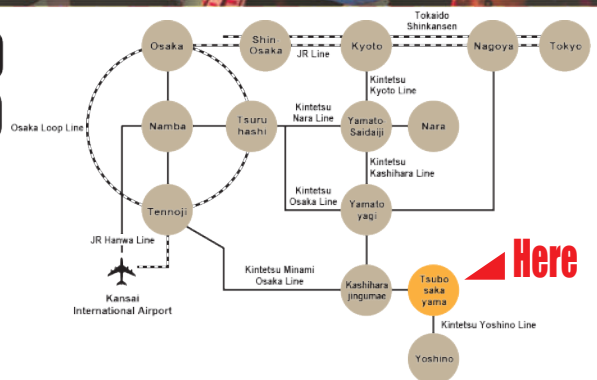 Tokaido
Shinkansen
Osaka
Shin
Osaka
JR Line
Kyoto
Nagoya
Tokyo
Kintetsu
Kyoto Line
Osaka Loop Line
Namba
Tsuru
hashi
Kintetsu
Nara Line
Yamato
Saidaiji
Nara
Kintetsu
Kashihara Line
Tennoji
Kintetsu
Osaka Line
Yamato
yagi
JR Hanwa Line
Kansai
International Airport
Kintetsu Minami
Osaka Line
Kashihara
jingumae
Tsubo
saka
yama
Here
Kintetsu Yoshino Line
Yoshino